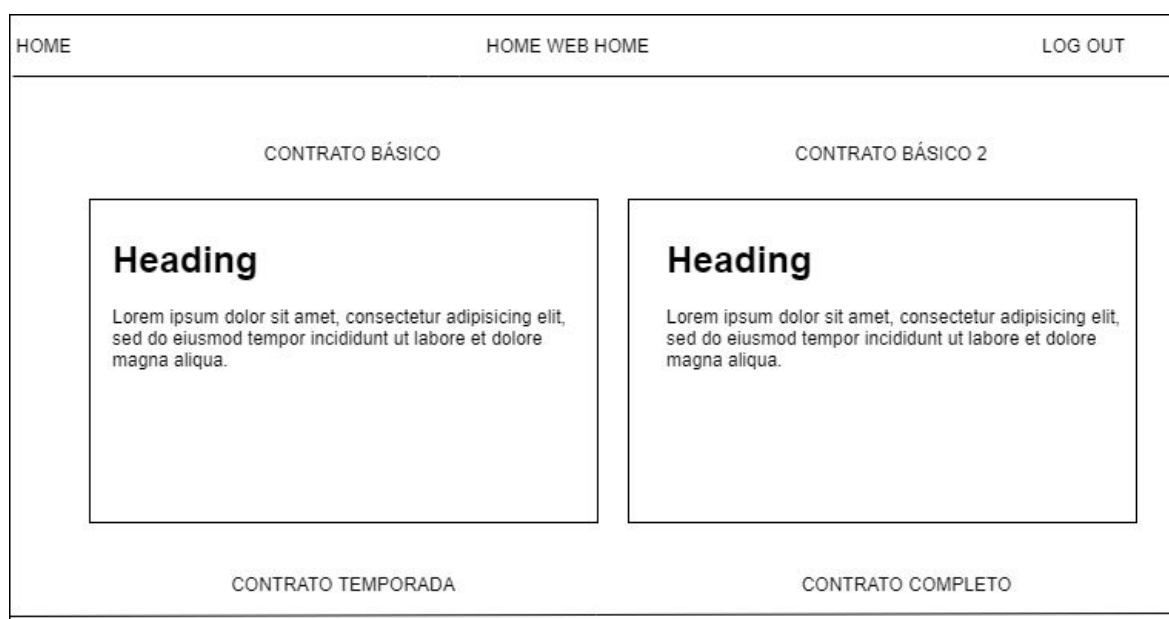 HOME
HOME WEB HOME
LOG OUT
CONTRATO BÁSICO
CONTRATO BÁSICO 2
Heading
Lorem ipsum dolor sit amet, consectetur adipisicing elit,
sed do eiusmod tempor incididunt ut labore et dolore
magna aliqua.
Heading
Lorem ipsum dolor sit amet, consectetur adipisicing elit,
sed do eiusmod tempor incididunt ut labore et dolore
magna aliqua.
CONTRATO TEMPORADA
CONTRATO COMPLETO